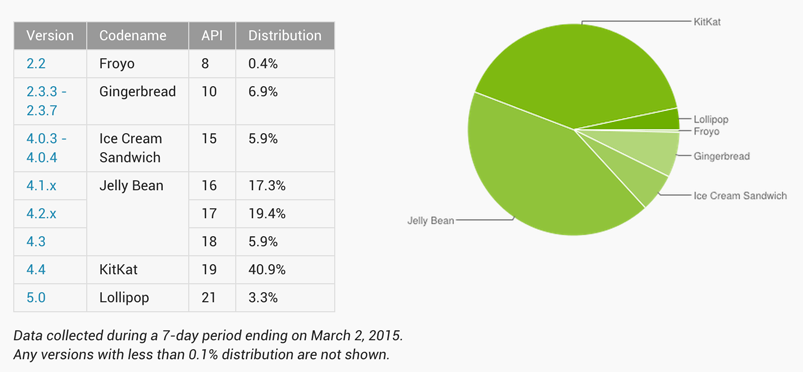 Version Codename API Distribution
2.2 Froyo 8 0.4%
2.3.3 - Gingerbread 10 6.9%
2.3.7
4.0.3 - Ice Cream 15 5.9%
4.0.4 Sandwich
4.1.x Jelly Bean 16 17.3%
4.2.x 17 19.4%
4.3 18 5.9%
4.4 KitKat 19 40.9%
5.0 Lollipop 21 3.3%
Data collected during a 7-day period ending on March 2, 2015.
Any versions with less than 0.1% distribution are not shown.
KitKat
Lollipop
Froyo
Gingerbread
Ice Cream Sandwich
Jelly Bean